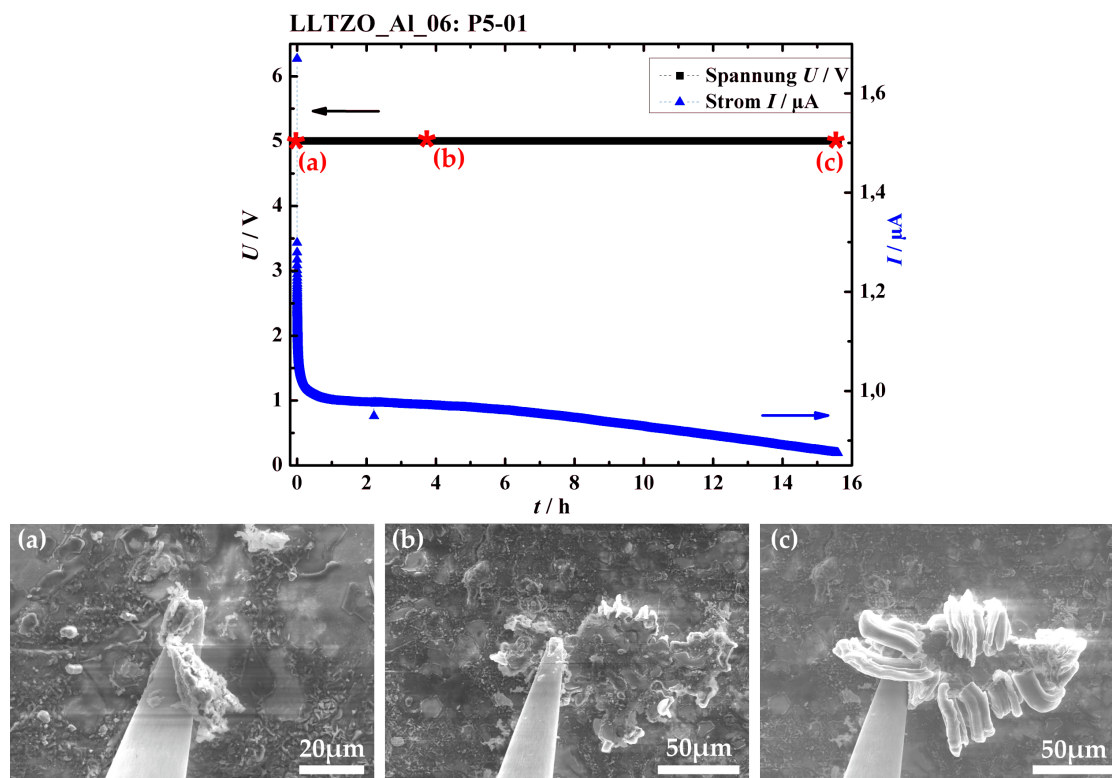 LLTZO_Al_06: P5-01
Spannung U / V
Strom I / µA
6
5
4
3
2
1
0
U / V
1,6
1,4
1,2
1,0
I / µA
(a)
(b)
(c)
0 2 4 6 8 10 12 14 16
t / h
(a)
20µm
(b)
50µm
(c)
50µm